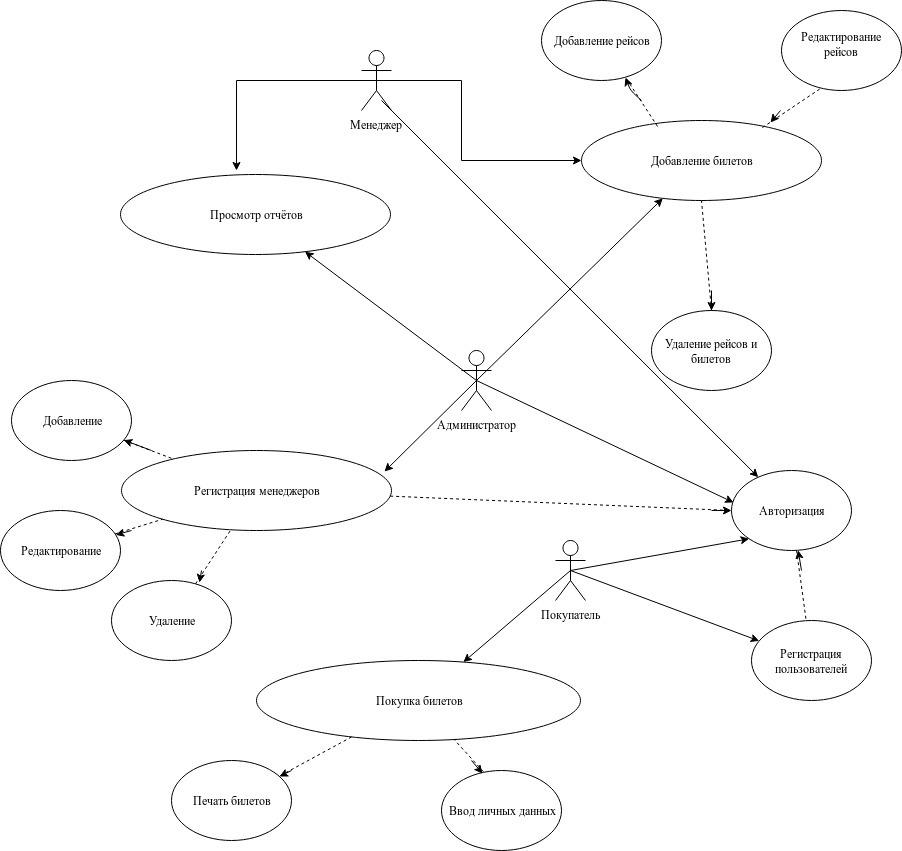 Добавление рейсов
Редактирование
рейсов
Менеджер
Добавление билетов
Просмотр отчётов
Удаление рейсов и
билетов
Администратор
Добавление
Регистрация менеджеров
Авторизация
Редактирование
Удаление
Покупатель
Регистрация
пользователей
Покупка билетов
Печать билетов
Ввод личных данных